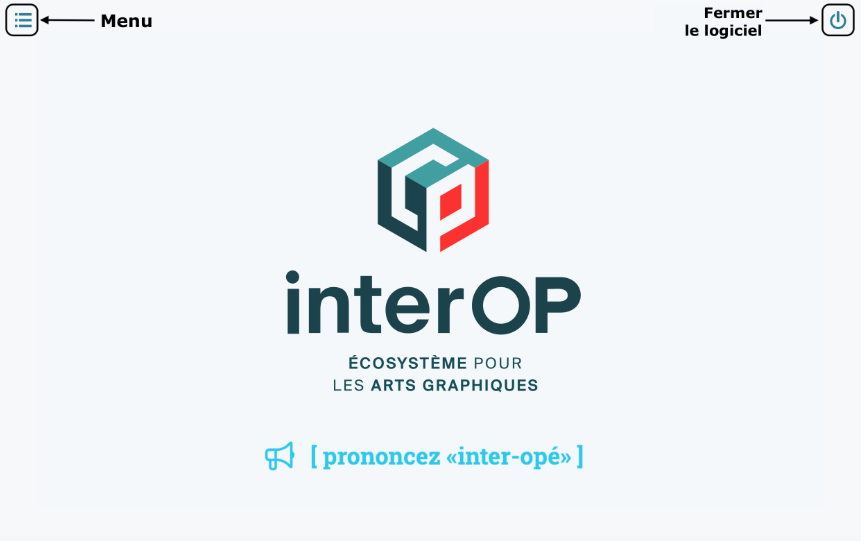 Menu
Fermer
le logiciel
interOP
ÉCOSYSTÈME POUR
LES ARTS GRAPHIQUES
[ prononcez «inter-opé» ]